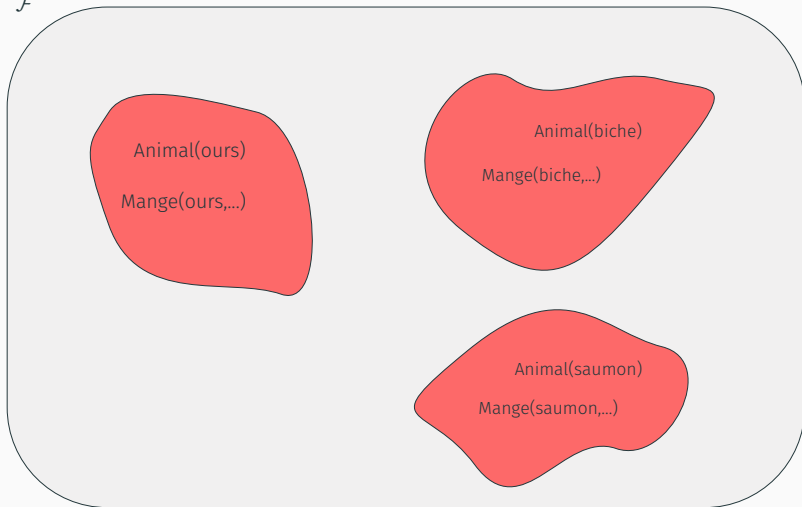 Animal(ours)
Mange(ours,...)
Animal(biche)
Mange(biche,...)
Animal(saumon)
Mange(saumon,...)